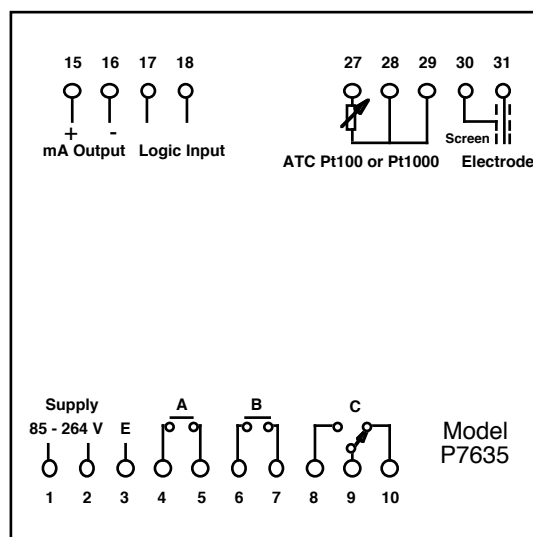 15 16 17 18 27 28 29 30 31
+ -
mA Output Logic Input
Screen
ATC Pt100 or Pt1000 Electrode
Supply
85 - 264 V E A B C
Model
P7635
1 2 3 4 5 6 7 8 9 10